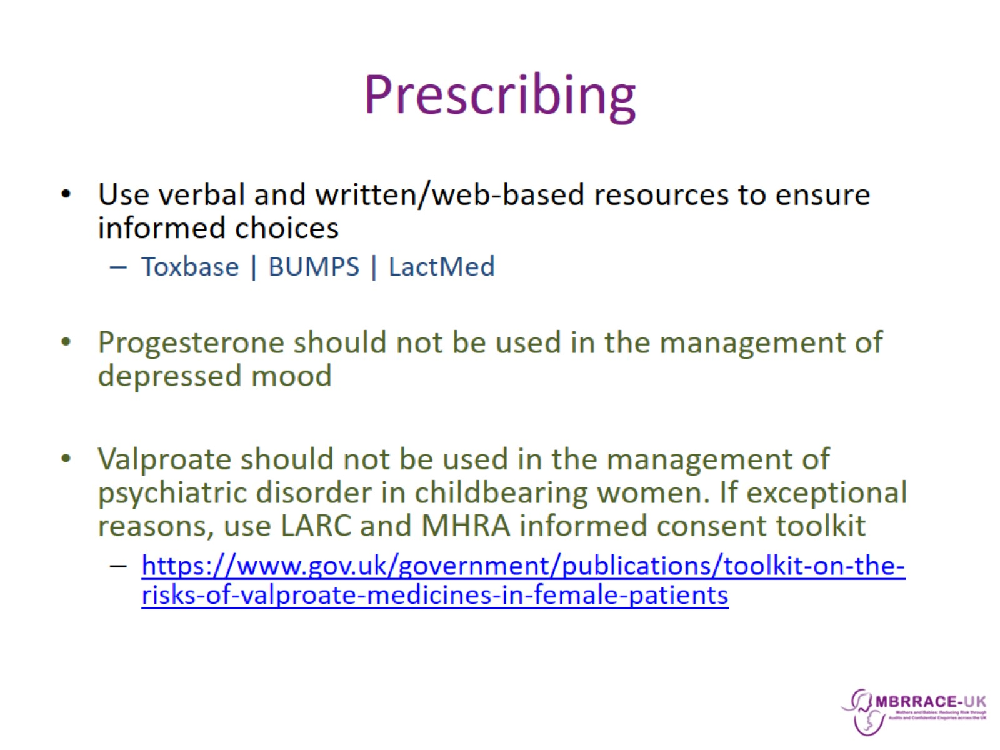 Prescribing
• Use verbal and written/web-based resources to ensure
informed choices
– Toxbase | BUMPS | LactMed
• Progesterone should not be used in the management of
depressed mood
• Valproate should not be used in the management of
psychiatric disorder in childbearing women. If exceptional
reasons, use LARC and MHRA informed consent toolkit
– https://www.gov.uk/government/publications/toolkit-on-the-
risks-of-valproate-medicines-in-female-patients
MBRRACE-UK
Mothers and Babies: Reducing Risk through
Audits and Confidential Enquiries across the UK